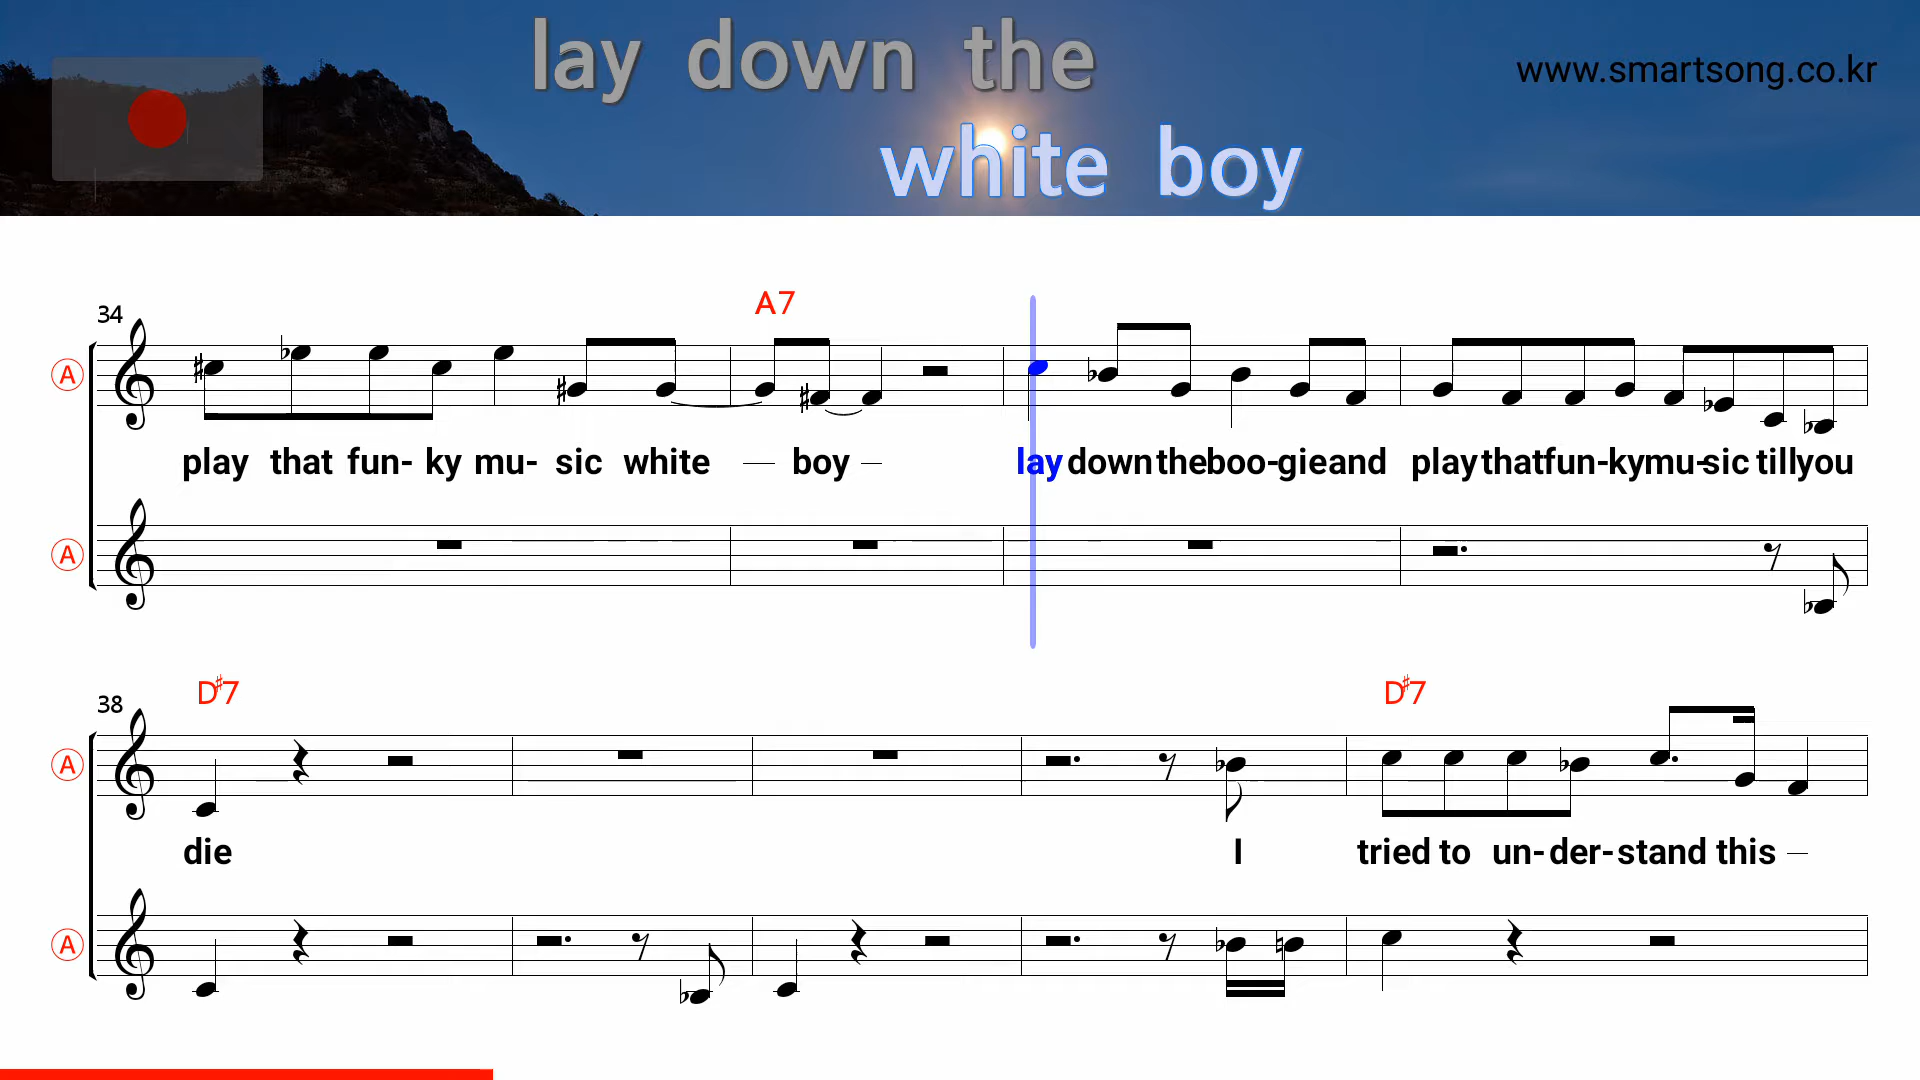 lay down the
www.smartsong.co.kr
white boy
34
A7
A
play that fun- ky mu- sic white — boy — lay down the boo-gie and play that fun-ky mu-sic till you
A
38
D♯7 D♯7
A
die I tried to un-der-stand this —
A